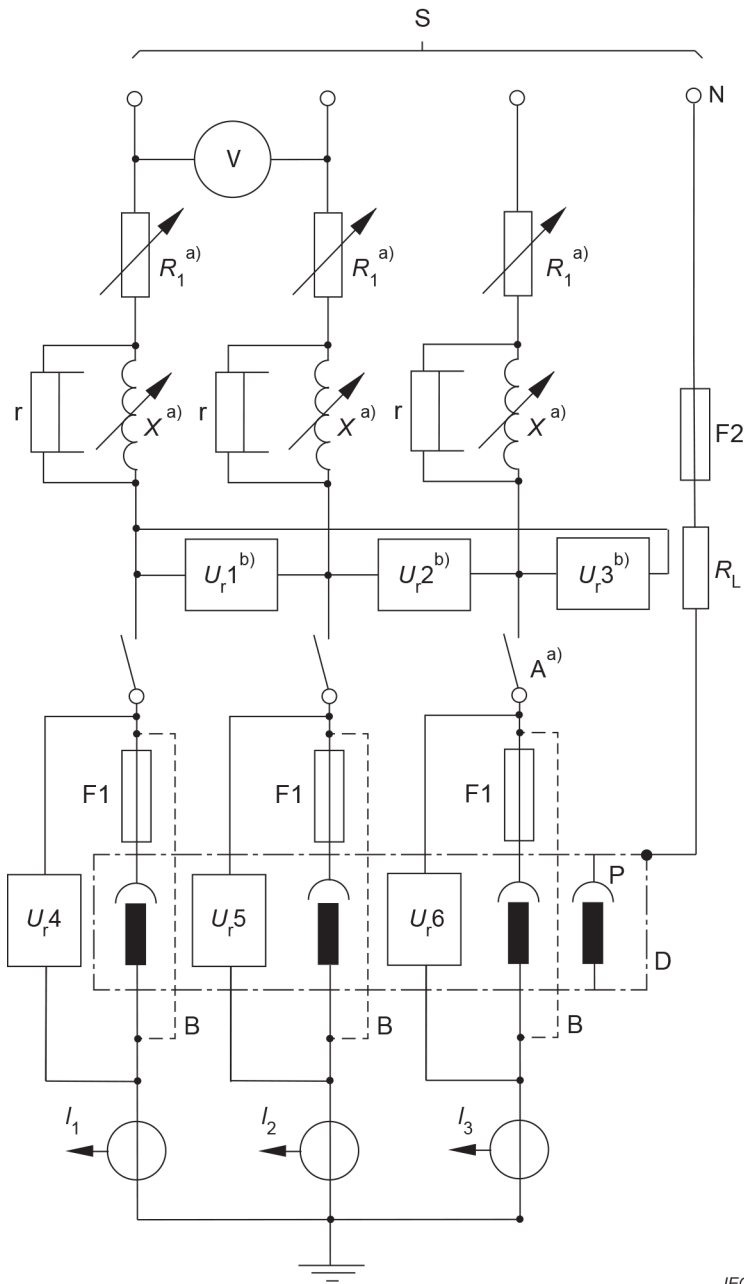 S
N
V
R1 a)
R1 a)
R1 a)
r
X a)
r
X a)
r
X a)
F2
Ur1 b)
Ur2 b)
Ur3 b)
RL
A a)
F1
F1
F1
P
Ur4
Ur5
Ur6
D
B
B
B
I1
I2
I3